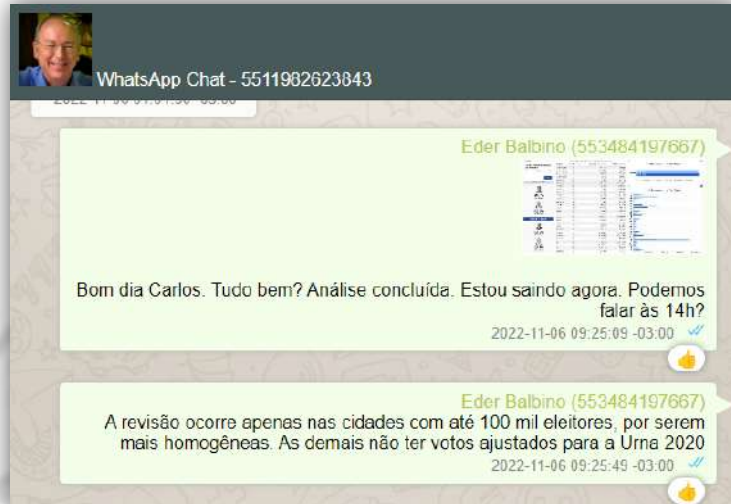 WhatsApp Chat - 5511982623843
Eder Balbino (553484197667)
Bom dia Carlos. Tudo bem? Análise concluída. Estou saindo agora. Podemos
falar às 14h?
2022-11-06 09:25:09 -03:00
Eder Balbino (553484197667)
A revisão ocorre apenas nas cidades com até 100 mil eleitores, por serem
mais homogêneas. As demais não ter votos ajustados para a Urna 2020
2022-11-06 09:25:49 -03:00